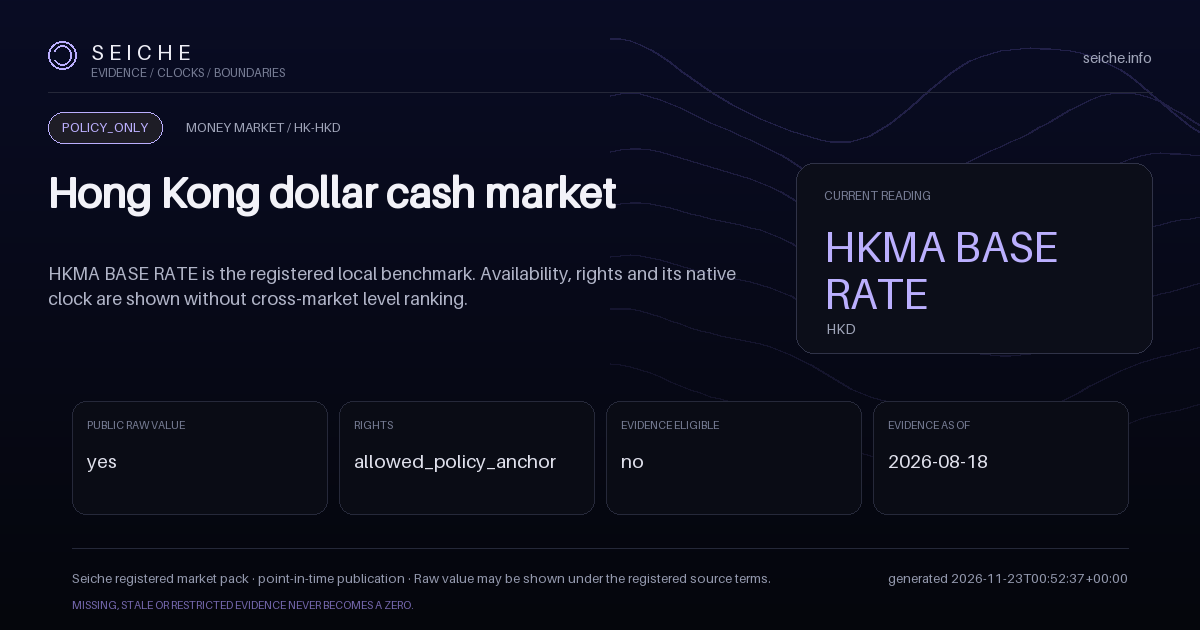 SEICHE
EVIDENCE / CLOCKS / BOUNDARIES
seiche.info
POLICY_ONLY
MONEY MARKET / HK-HKD
Hong Kong dollar cash market
HKMA BASE RATE is the registered local benchmark. Availability, rights and its native
clock are shown without cross-market level ranking.
CURRENT READING
HKMA BASE
RATE
HKD
PUBLIC RAW VALUE
yes
RIGHTS
allowed_policy_anchor
EVIDENCE ELIGIBLE
no
EVIDENCE AS OF
2026-08-18
Seiche registered market pack · point-in-time publication · Raw value may be shown under the registered source terms.
generated 2026-11-23T00:52:37+00:00
MISSING, STALE OR RESTRICTED EVIDENCE NEVER BECOMES A ZERO.